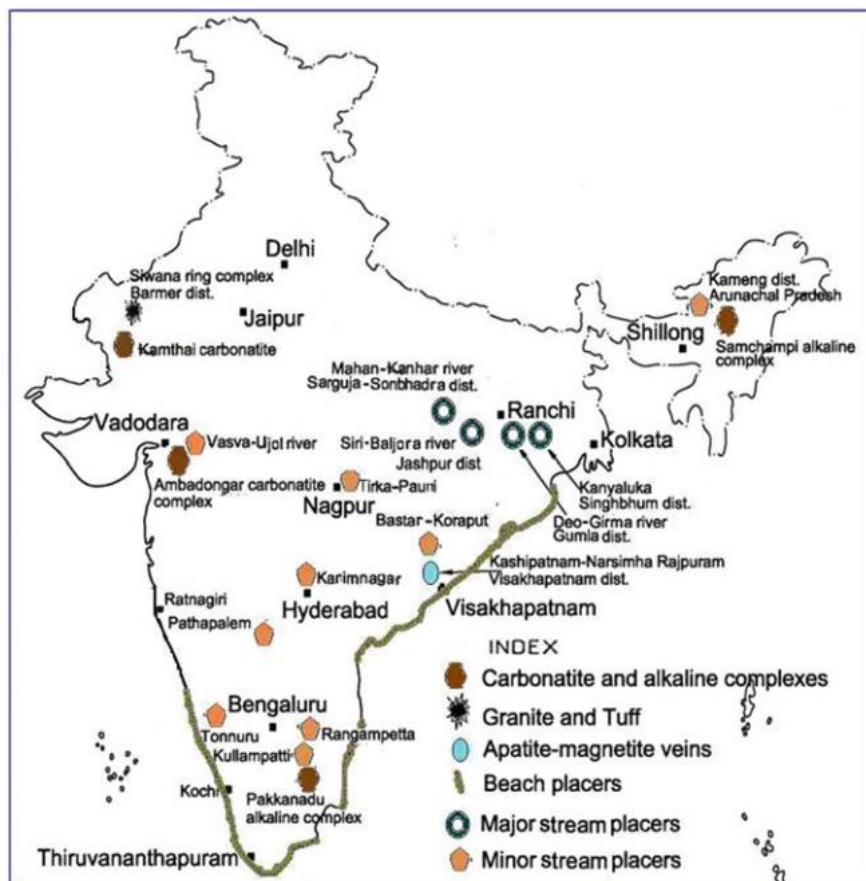 Delhi
Siwana ring complex
Barmer dist.
Jaipur
Kamthai carbonatite
Kameng dist.
Arunachal Pradesh
Shillong
Samchampi alkaline
complex
Mahan-Kanhar river
Sarguja-Sonbhadra dist.
Ranchi
Vadodara
Vasva-Ujol river
Siri-Baljora river
Jashpur dist
Kolkata
Ambadongar carbonatite
complex
Tirka-Pauni
Nagpur
Kanyaluka
Singhbhum dist.
Deo-Girma river
Gumla dist.
Bastar-Koraput
Kashipatnam-Narsimha Rajpuram
Visakhapatnam dist.
Karimnagar
Hyderabad
Visakhapatnam
Ratnagiri
Pathapalem
INDEX
Carbonatite and alkaline complexes
Granite and Tuff
Apatite-magnetite veins
Beach placers
Major stream placers
Minor stream placers
Bengaluru
Tonnuru
Rangampetta
Kullampatti
Kochi
Pakkanadu
alkaline complex
Thiruvananthapuram